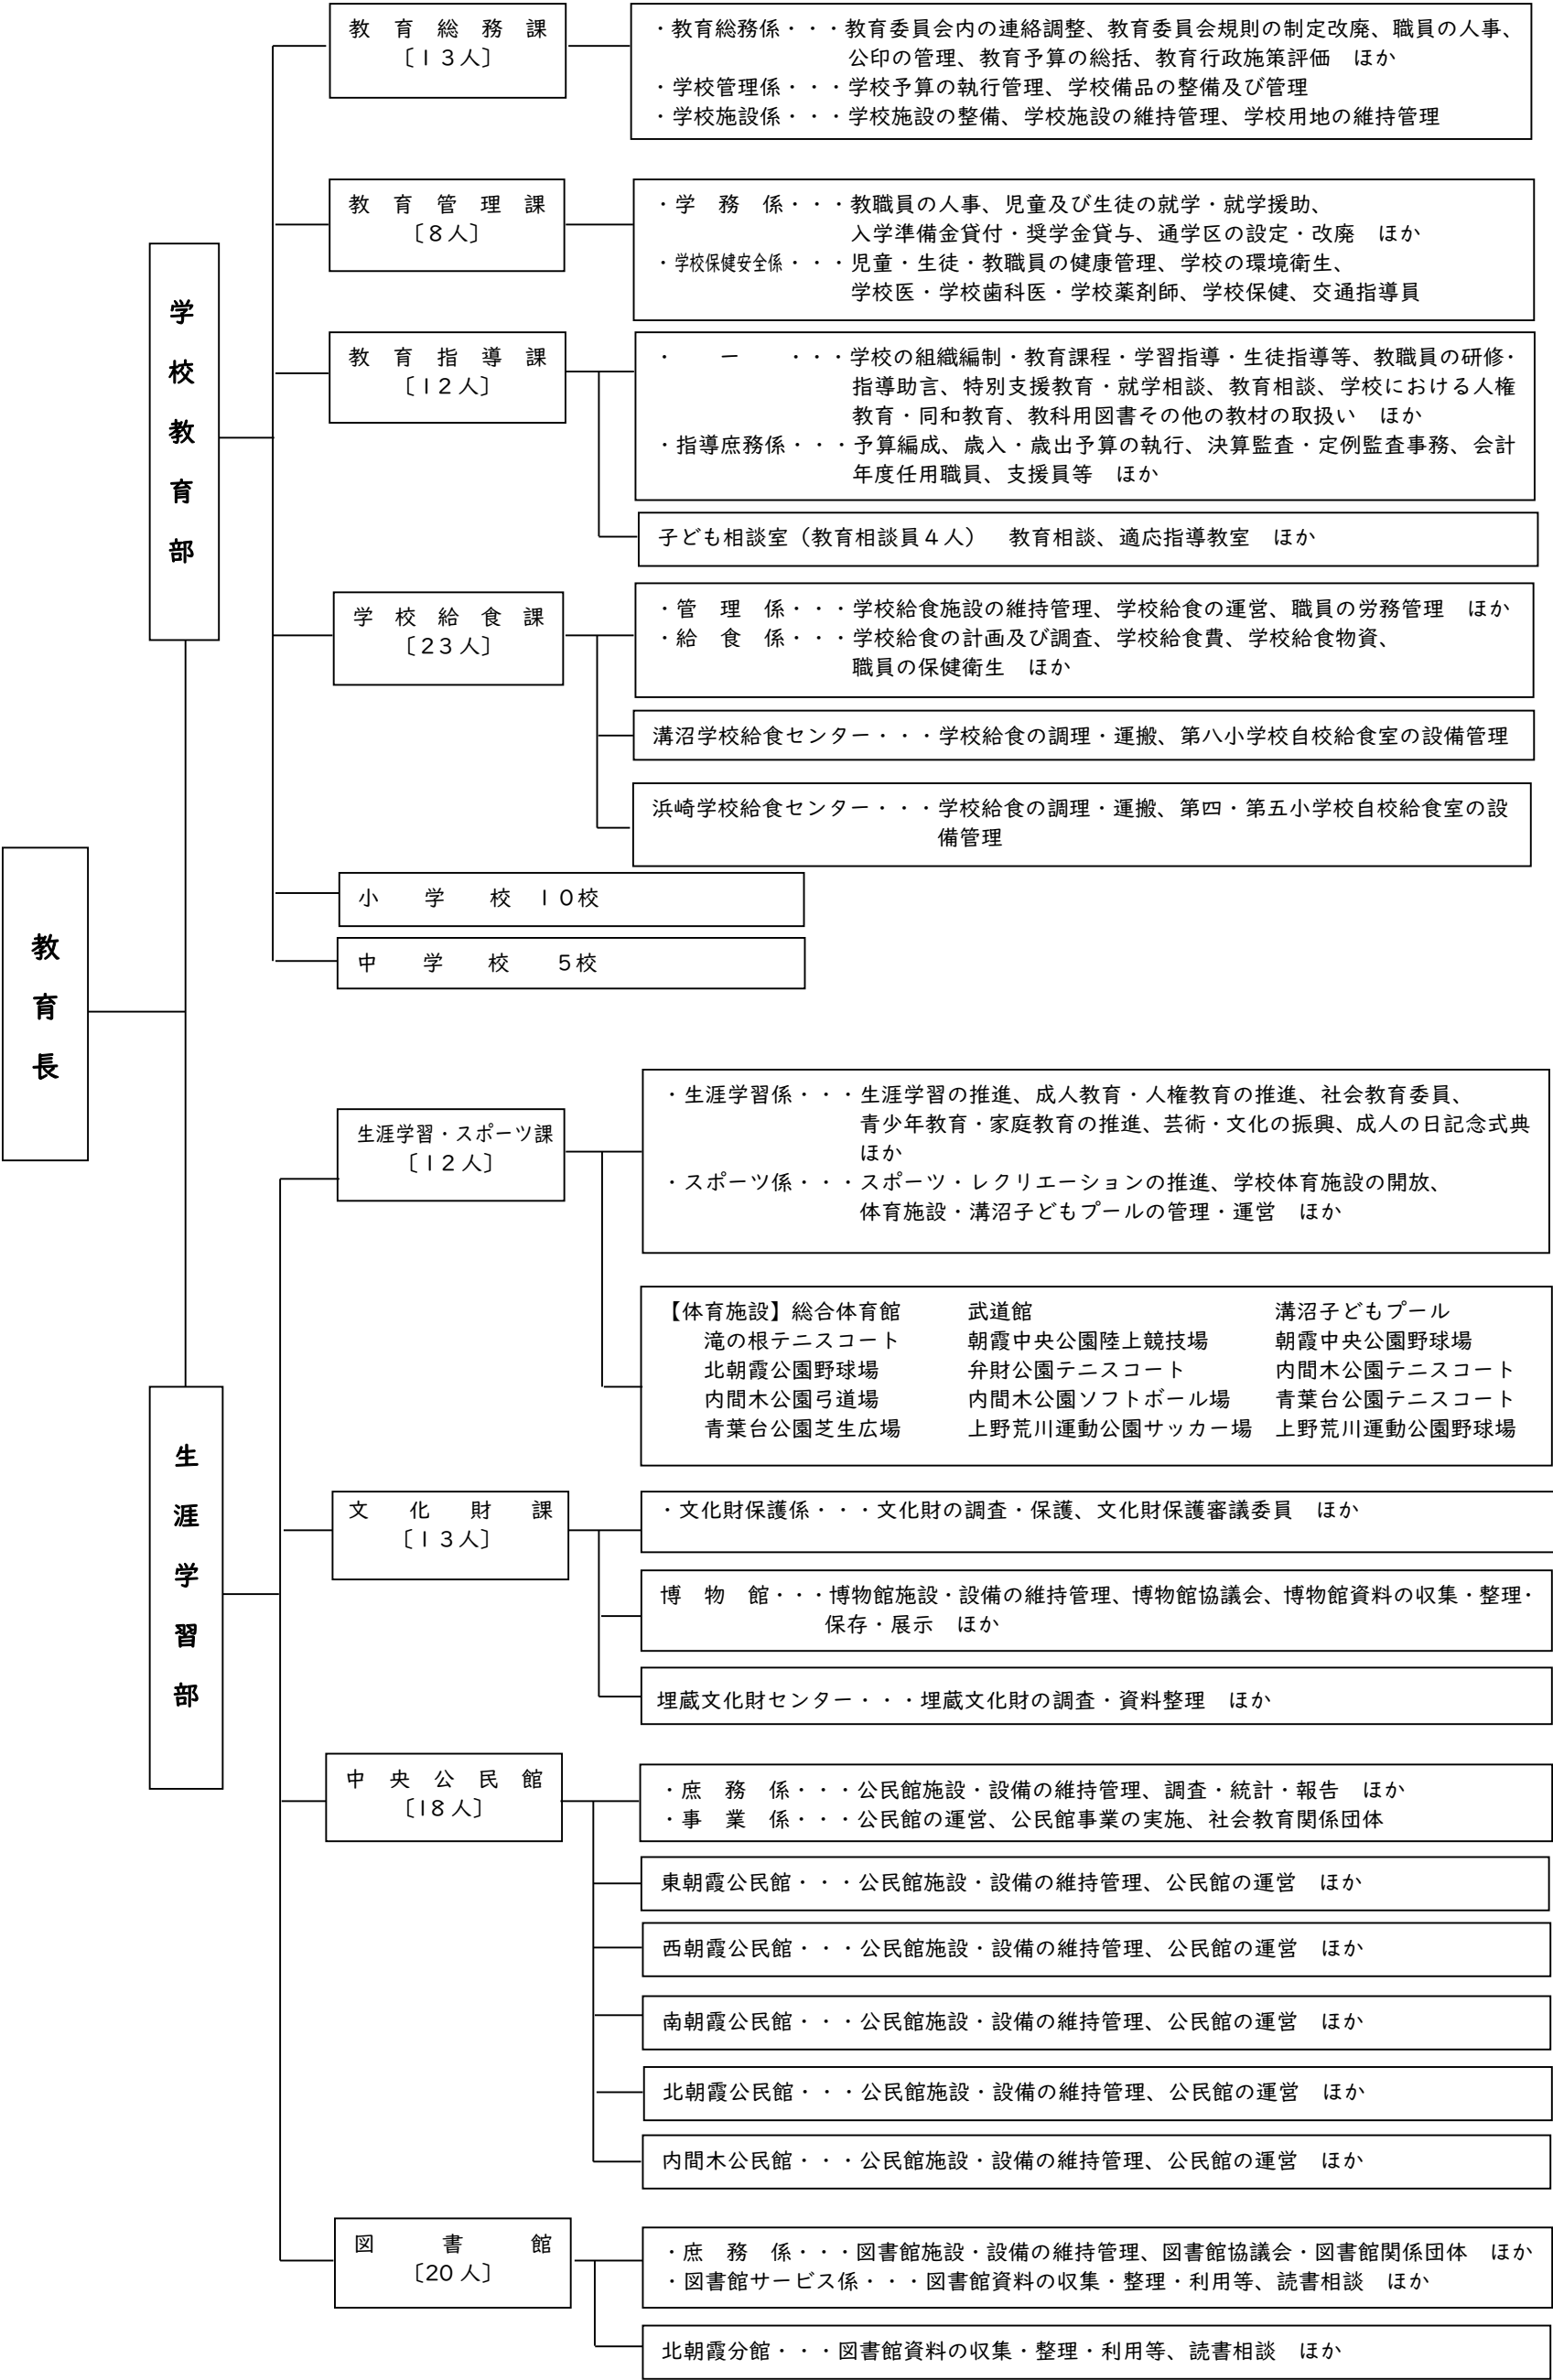 教育長
学校教育部
教　育　総　務　課
〔１３人〕
・教育総務係・・・教育委員会内の連絡調整、教育委員会規則の制定改廃、職員の人事、
公印の管理、教育予算の総括、教育行政施策評価　ほか
・学校管理係・・・学校予算の執行管理、学校備品の整備及び管理
・学校施設係・・・学校施設の整備、学校施設の維持管理、学校用地の維持管理
教　育　管　理　課
〔８人〕
・学　務　係・・・教職員の人事、児童及び生徒の就学・就学援助、
入学準備金貸付・奨学金貸与、通学区の設定・改廃　ほか
・学校保健安全係・・・児童・生徒・教職員の健康管理、学校の環境衛生、
学校医・学校歯科医・学校薬剤師、学校保健、交通指導員
教　育　指　導　課
〔１２人〕
・　　ー　　・・・学校の組織編制・教育課程・学習指導・生徒指導等、教職員の研修・
指導助言、特別支援教育・就学相談、教育相談、学校における人権
教育・同和教育、教科用図書その他の教材の取扱い　ほか
・指導庶務係・・・予算編成、歳入・歳出予算の執行、決算監査・定例監査事務、会計
年度任用職員、支援員等　ほか
子ども相談室（教育相談員４人）　教育相談、適応指導教室　ほか
学　校　給　食　課
〔２３人〕
・管　理　係・・・学校給食施設の維持管理、学校給食の運営、職員の労務管理　ほか
・給　食　係・・・学校給食の計画及び調査、学校給食費、学校給食物資、
職員の保健衛生　ほか
溝沼学校給食センター・・・学校給食の調理・運搬、第八小学校自校給食室の設備管理
浜崎学校給食センター・・・学校給食の調理・運搬、第四・第五小学校自校給食室の設
備管理
小　　学　　校　１０校
中　　学　　校　　５校
生涯学習部
生涯学習・スポーツ課
〔１２人〕
・生涯学習係・・・生涯学習の推進、成人教育・人権教育の推進、社会教育委員、
青少年教育・家庭教育の推進、芸術・文化の振興、成人の日記念式典
ほか
・スポーツ係・・・スポーツ・レクリエーションの推進、学校体育施設の開放、
体育施設・溝沼子どもプールの管理・運営　ほか
【体育施設】総合体育館　　　武道館　　　溝沼子どもプール
滝の根テニスコート　　　朝霞中央公園陸上競技場　　　朝霞中央公園野球場
北朝霞公園野球場　　　弁財公園テニスコート　　　内間木公園テニスコート
内間木公園弓道場　　　内間木公園ソフトボール場　　　青葉台公園テニスコート
青葉台公園芝生広場　　　上野荒川運動公園サッカー場　上野荒川運動公園野球場
文　　化　　財　　課
〔１３人〕
・文化財保護係・・・文化財の調査・保護、文化財保護審議委員　ほか
博　物　館・・・博物館施設・設備の維持管理、博物館協議会、博物館資料の収集・整理・
保存・展示　ほか
埋蔵文化財センター・・・埋蔵文化財の調査・資料整理　ほか
中　央　公　民　館
〔18人〕
・庶　務　係・・・公民館施設・設備の維持管理、調査・統計・報告　ほか
・事　業　係・・・公民館の運営、公民館事業の実施、社会教育関係団体
東朝霞公民館・・・公民館施設・設備の維持管理、公民館の運営　ほか
西朝霞公民館・・・公民館施設・設備の維持管理、公民館の運営　ほか
南朝霞公民館・・・公民館施設・設備の維持管理、公民館の運営　ほか
北朝霞公民館・・・公民館施設・設備の維持管理、公民館の運営　ほか
内間木公民館・・・公民館施設・設備の維持管理、公民館の運営　ほか
図　　　書　　　館
〔20人〕
・庶　務　係・・・図書館施設・設備の維持管理、図書館協議会・図書館関係団体　ほか
・図書館サービス係・・・図書館資料の収集・整理・利用等、読書相談　ほか
北朝霞分館・・・図書館資料の収集・整理・利用等、読書相談　ほか